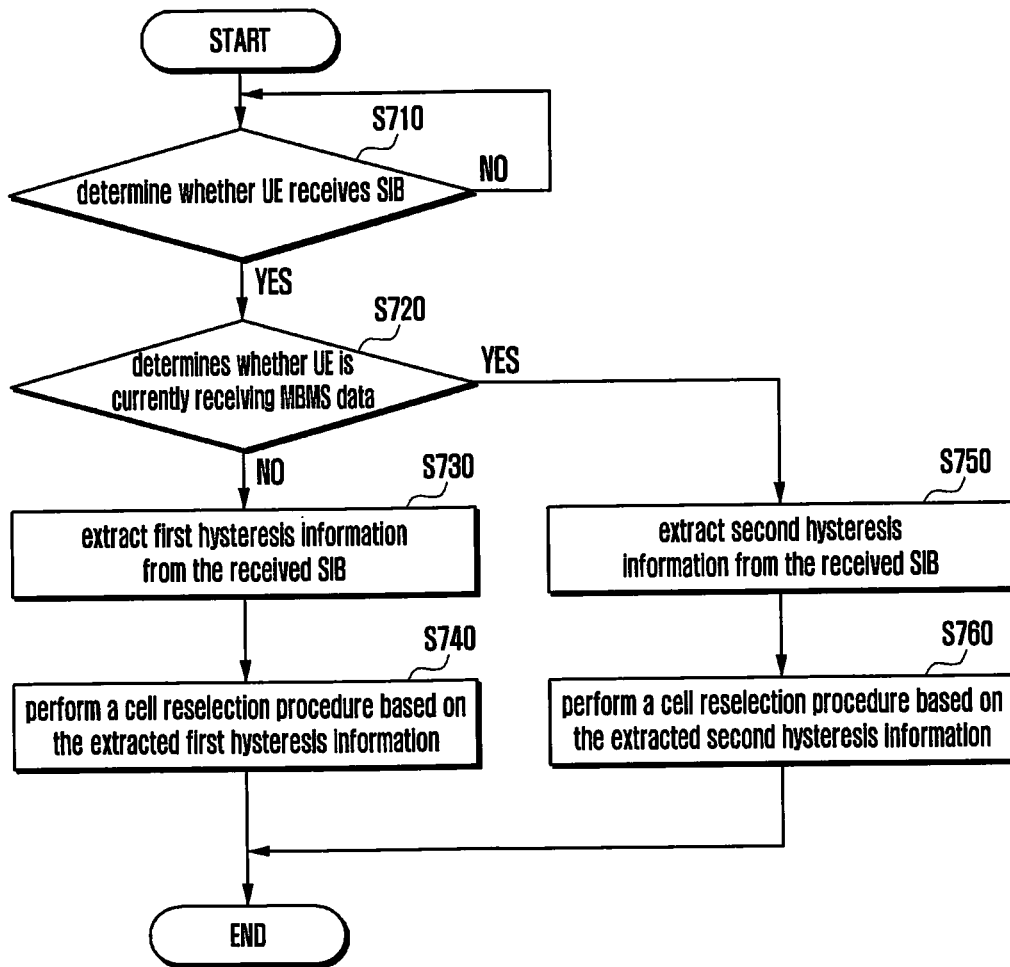 START
S710
NO
determine whether UE receives SIB
YES
S720
determines whether UE is
currently receiving MBMS data
YES
NO
S730
extract first hysteresis information
from the received SIB
S750
extract second hysteresis
information from the received SIB
S740
perform a cell reselection procedure based on
the extracted first hysteresis information
S760
perform a cell reselection procedure based on
the extracted second hysteresis information
END